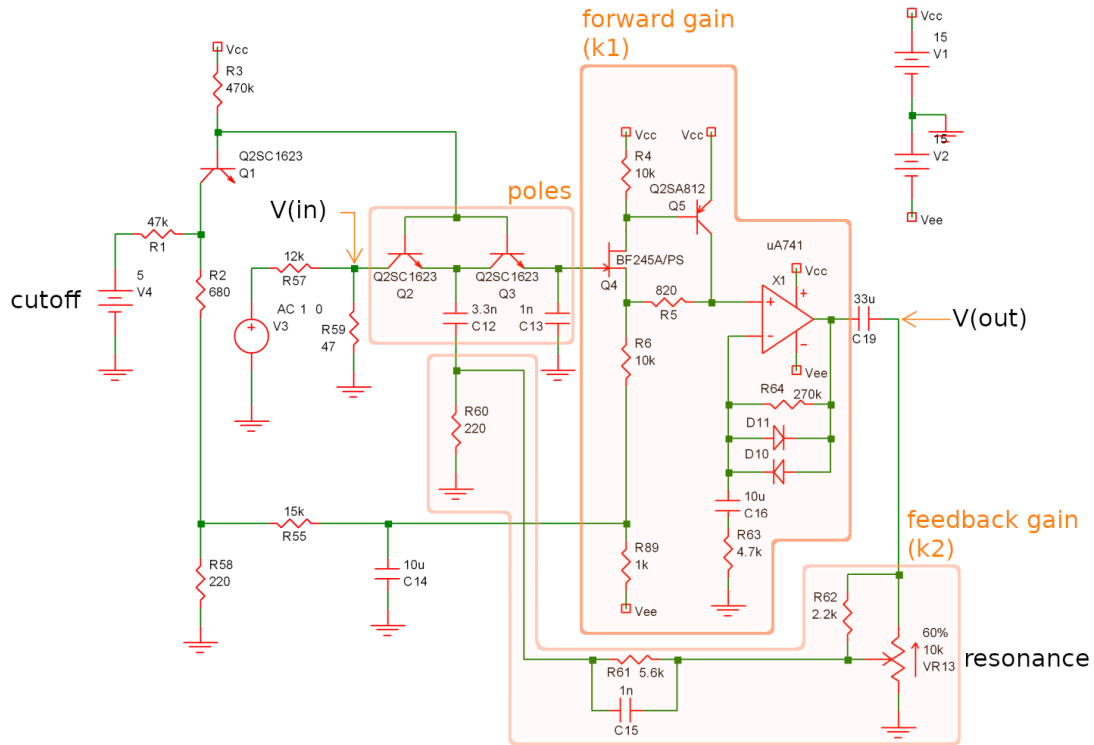 forward gain
(k1)
Vcc
15
V1
15
V2
Vee
Vcc
R3
470k
Q2SC1623
Q1
poles
V(in)
47k
R1
5
V4
cutoff
R2
680
12k
R57
AC 1 0
V3
R59
47
Q2SC1623
Q2
Q2SC1623
Q3
3.3n
C12
1n
C13
Vcc
Vcc
R4
10k
Q2SA812
Q5
BF245A/PS
Q4
820
R5
R6
10k
uA741
X1
Vcc
+
+
-
-
Vee
33u
C19
V(out)
R64
270k
D11
D10
10u
C16
R63
4.7k
R60
220
15k
R55
R58
220
10u
C14
R89
1k
Vee
feedback gain
(k2)
R62
2.2k
60%
10k
VR13
resonance
R61
5.6k
1n
C15